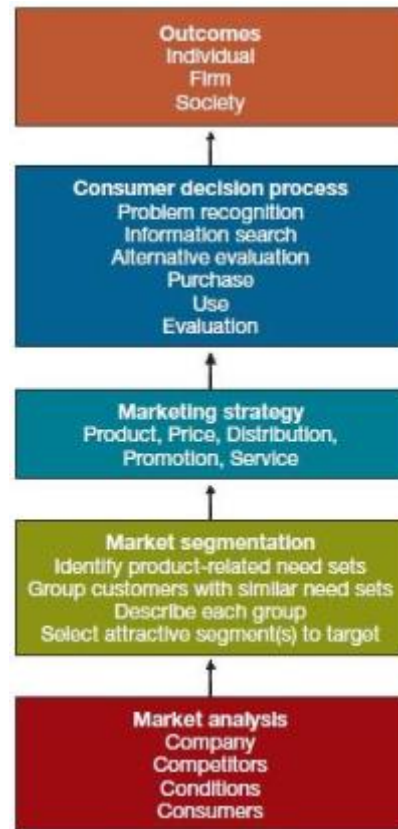 Outcomes
Individual
Firm
Society
Consumer decision process
Problem recognition
Information search
Alternative evaluation
Purchase
Use
Evaluation
Marketing strategy
Product, Price, Distribution,
Promotion, Service
Market segmentation
Identify product-related need sets
Group customers with similar need sets
Describe each group
Select attractive segment(s) to target
Market analysis
Company
Competitors
Conditions
Consumers